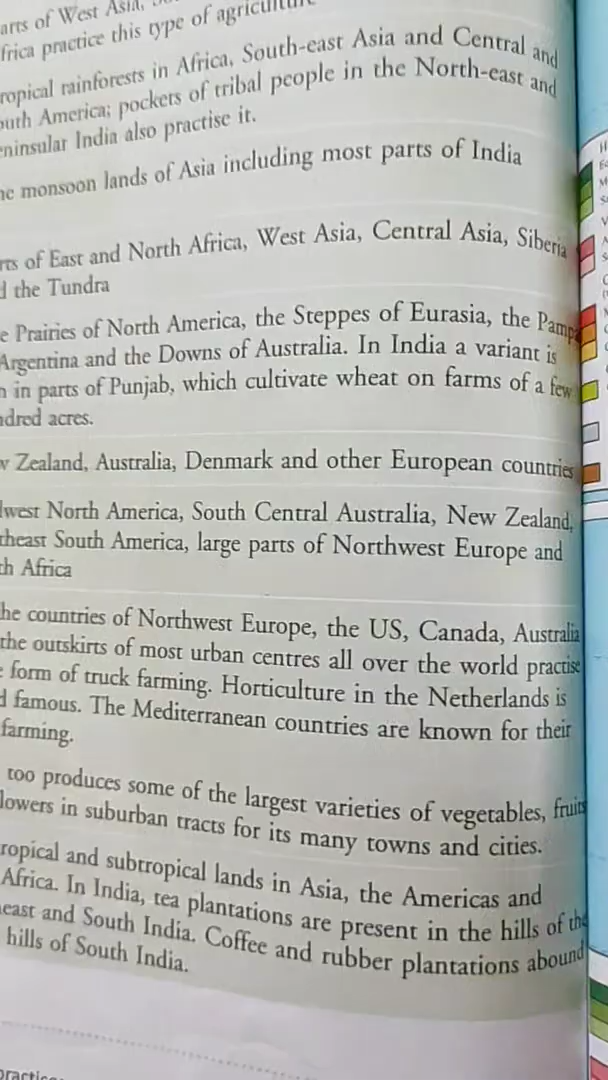 arts of West Asia,
frica practice this type of agriculture
ropical rainforests in Africa, South-east Asia and Central and
outh America; pockets of tribal people in the North-east and
eninsular India also practise it.
he monsoon lands of Asia including most parts of India
rts of East and North Africa, West Asia, Central Asia, Siberia
d the Tundra
e Prairies of North America, the Steppes of Eurasia, the Pampa
Argentina and the Downs of Australia. In India a variant is
n in parts of Punjab, which cultivate wheat on farms of a few
ndred acres.
w Zealand, Australia, Denmark and other European countries
dwest North America, South Central Australia, New Zealand,
theast South America, large parts of Northwest Europe and
th Africa
he countries of Northwest Europe, the US, Canada, Australia
the outskirts of most urban centres all over the world practise
e form of truck farming. Horticulture in the Netherlands is
d famous. The Mediterranean countries are known for their
farming.
too produces some of the largest varieties of vegetables, fruits
lowers in suburban tracts for its many towns and cities.
ropical and subtropical lands in Asia, the Americas and
Africa. In India, tea plantations are present in the hills of the
east and South India. Coffee and rubber plantations abound
hills of South India.